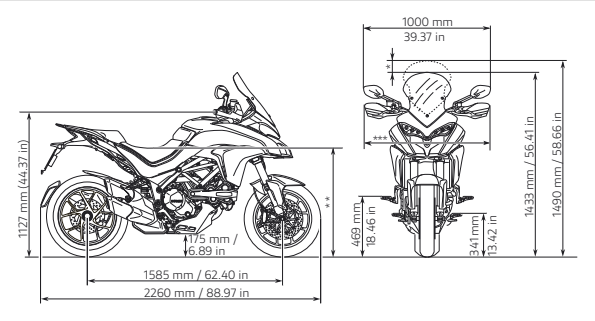 1000 mm
39.37 in
*
***
1127 mm (44.37 in)
**
1433 mm / 56.41 in
1490 mm / 58.66 in
469 mm
18.46 in
341 mm
13.42 in
175 mm /
6.89 in
1585 mm / 62.40 in
2260 mm / 88.97 in